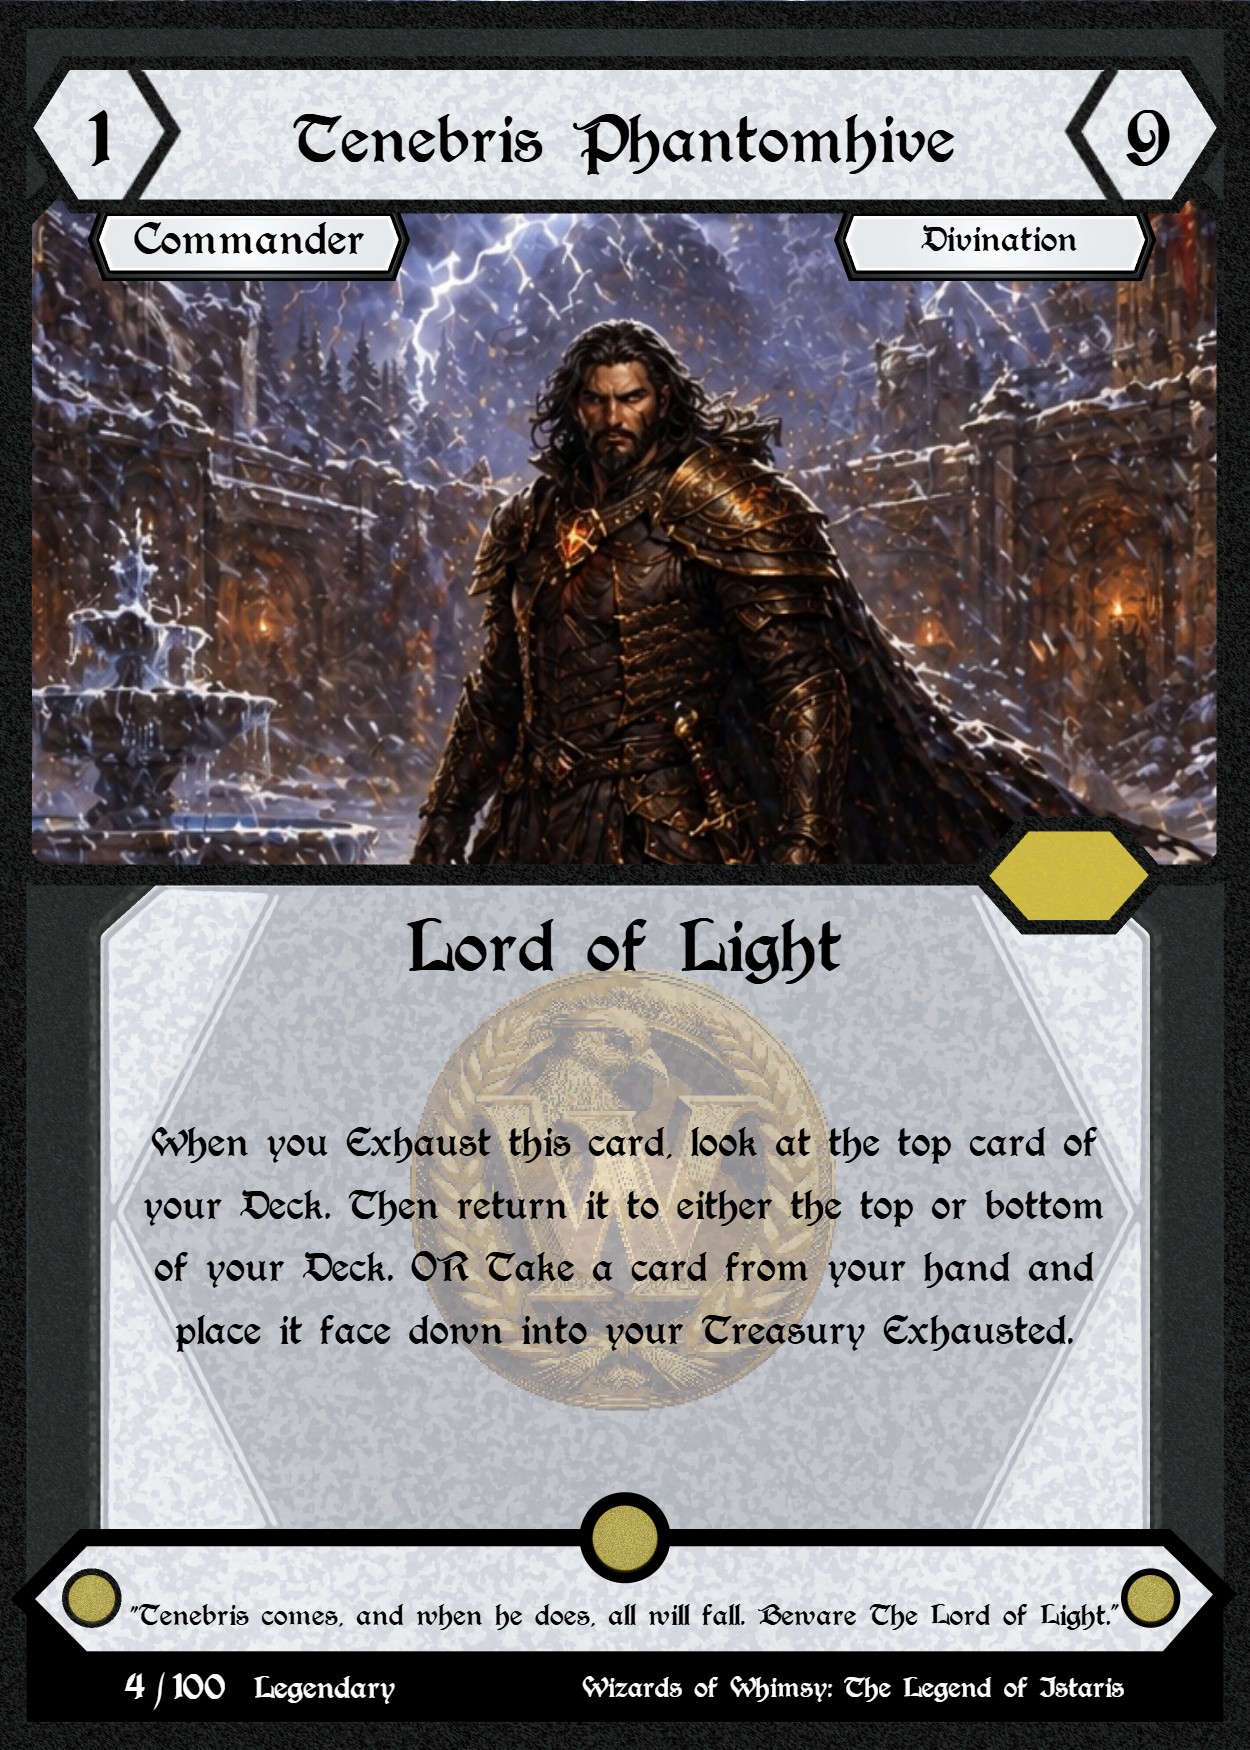 1 Tenebris Phantomhive 9
Commander Divination
Lord of Light
W
When you Exhaust this card, look at the top card of
your Deck. Then return it to either the top or bottom
of your Deck. OR Take a card from your hand and
place it face down into your Treasury Exhausted.
"Tenebris comes, and when he does, all will fall. Beware The Lord of Light."
4 / 100 Legendary Wizards of Whimsy: The Legend of Istaris